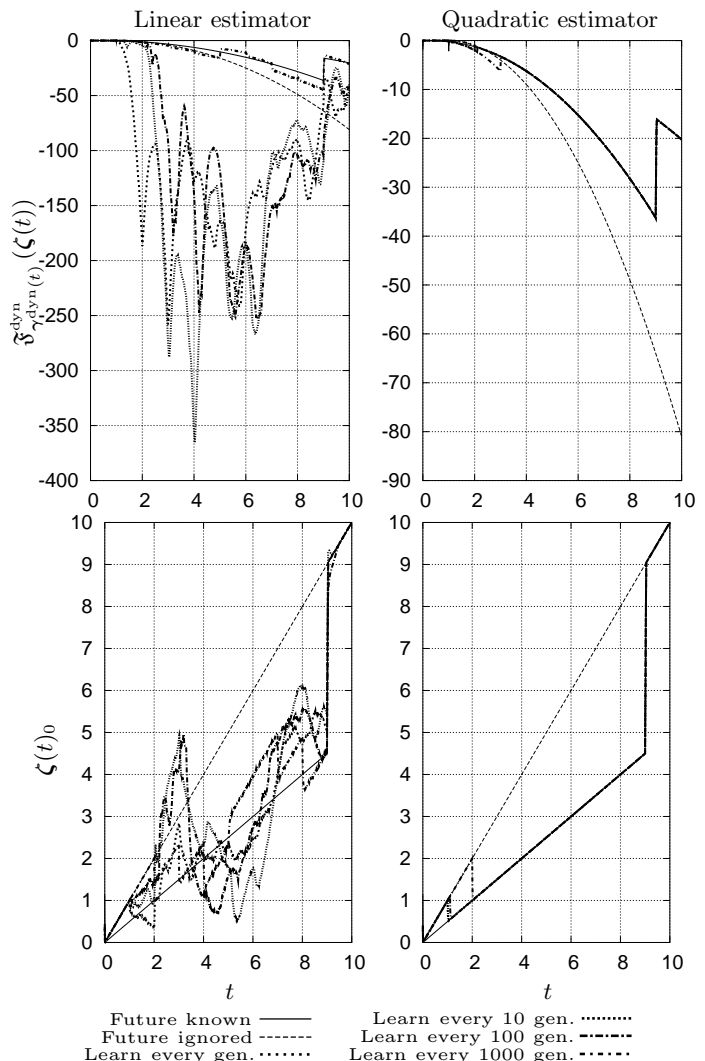 Linear estimator
Quadratic estimator
0
-50
-100
-150
-200
-250
-300
-350
-400
0 2 4 6 8 10
𝔉̃^dyn_γ^dyn(t) (ζ(t))
0
-10
-20
-30
-40
-50
-60
-70
-80
-90
0 2 4 6 8 10
10
9
8
7
6
5
4
3
2
1
0
0 2 4 6 8 10
ζ(t)₀
t
10
9
8
7
6
5
4
3
2
1
0
0 2 4 6 8 10
t
Future known
Future ignored
Learn every gen.
Learn every 10 gen.
Learn every 100 gen.
Learn every 1000 gen.